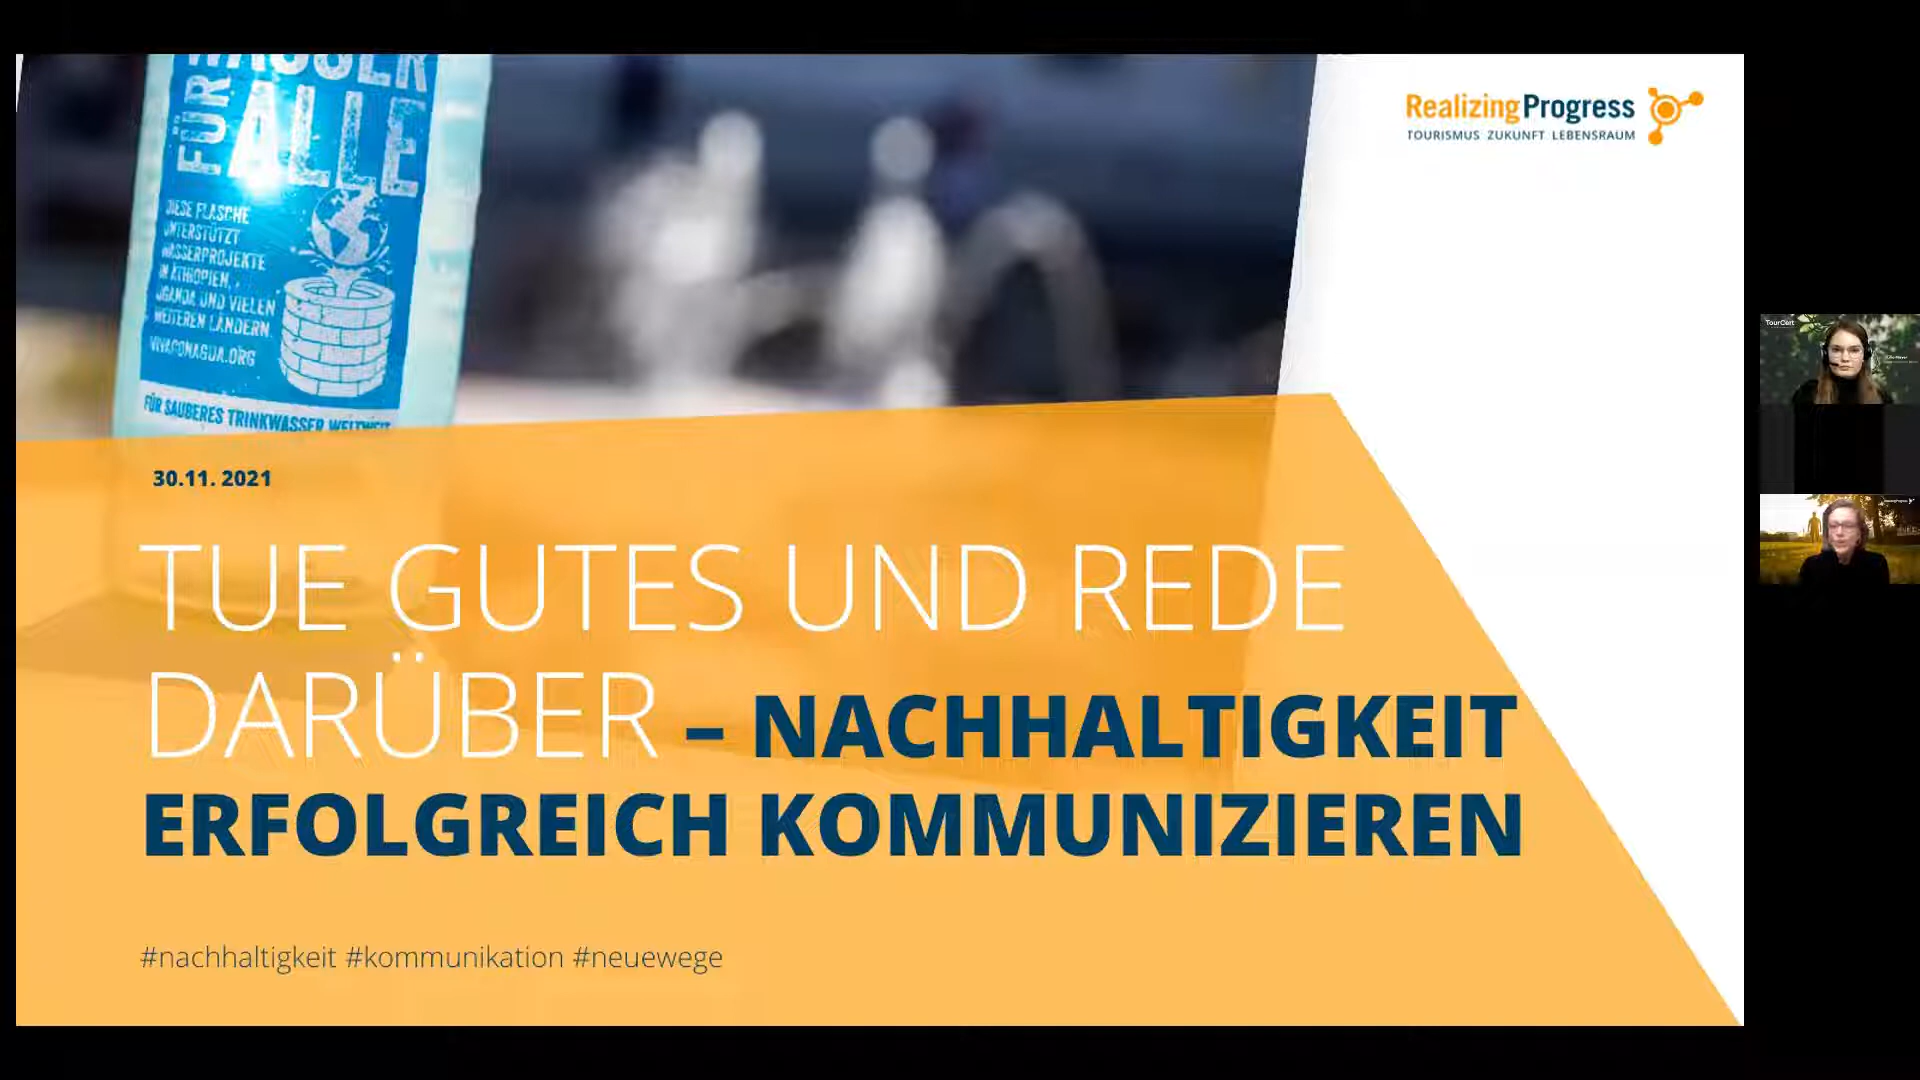 WASSER
FÜR ALLE
DIESE FLASCHE
UNTERSTÜTZT
WASSERPROJEKTE
IN ÄTHIOPIEN,
UGANDA UND VIELEN
WEITEREN LÄNDERN.
VIVACONAGUA.ORG
FÜR SAUBERES TRINKWASSER WELTWEIT
RealizingProgress
TOURISMUS ZUKUNFT LEBENSRAUM
TourCert
30.11. 2021
TUE GUTES UND REDE
DARÜBER – NACHHALTIGKEIT
ERFOLGREICH KOMMUNIZIEREN
#nachhaltigkeit #kommunikation #neuewege